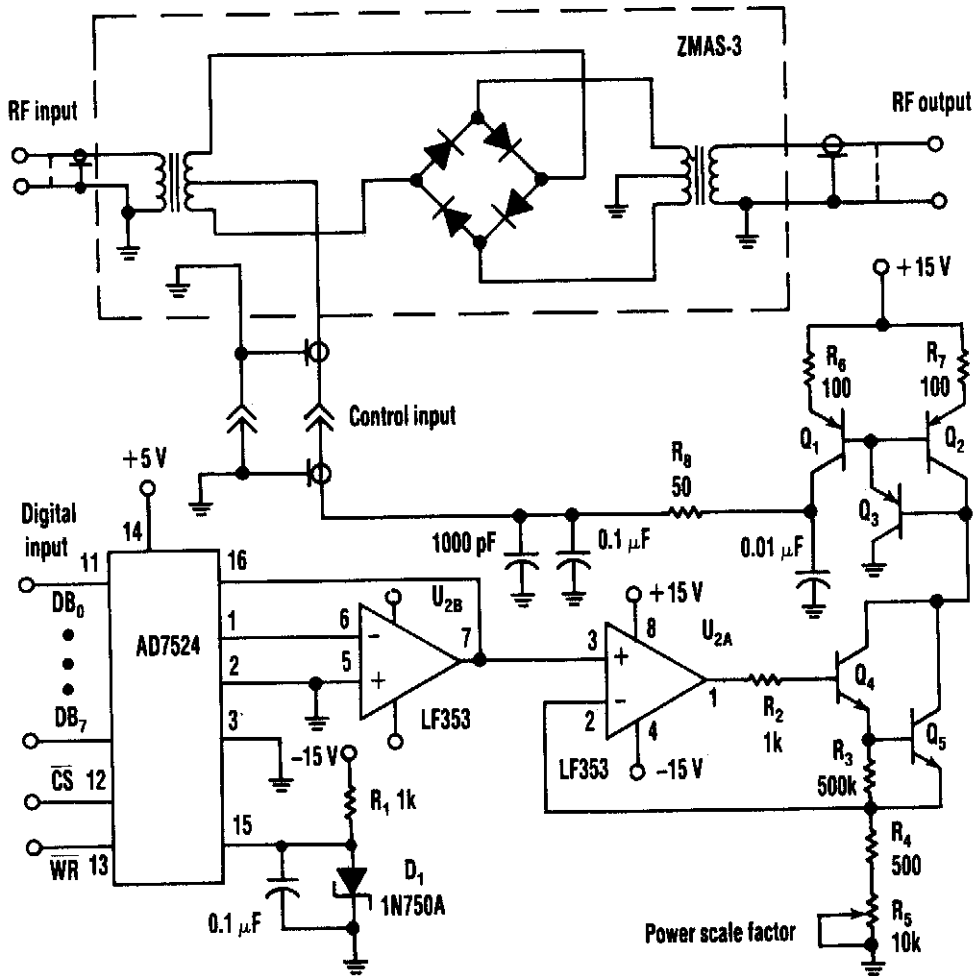 ZMAS-3
RF input
RF output
+15 V
R6
100
R7
100
Control input
Q1
Q2
+5 V
R8
50
Q3
Digital
input
14
1000 pF
0.1 µF
0.01 µF
11
16
DB0
AD7524
1
6
−
U2B
7
+15 V
8
U2A
2
5
+
3
+
Q4
DB7
3
LF353
−
1
R2
1k
Q5
−15 V
2
4
R3
500k
CS
12
R1 1k
LF353
−15 V
15
R4
500
WR
13
D1
1N750A
0.1 µF
R5
10k
Power scale factor